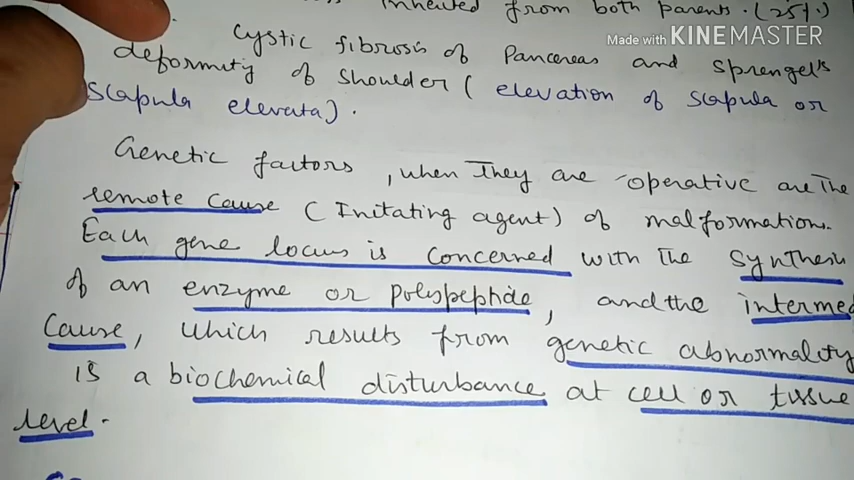 Inherited from both parents. (25%)
Made with KINEMASTER
Cystic fibrosis of Pancreas and Sprengel's
deformity of Shoulder ( elevation of Scapula or
Scapula elevata).
Genetic factors, when They are operative are The
remote cause (Initating agent) of malformation.
Each gene locus is concerned with The Synthesis
of an enzyme or polypeptide, and the intermed
Cause, which results from genetic abnormality
is a biochemical disturbance at cell or tissue
level.